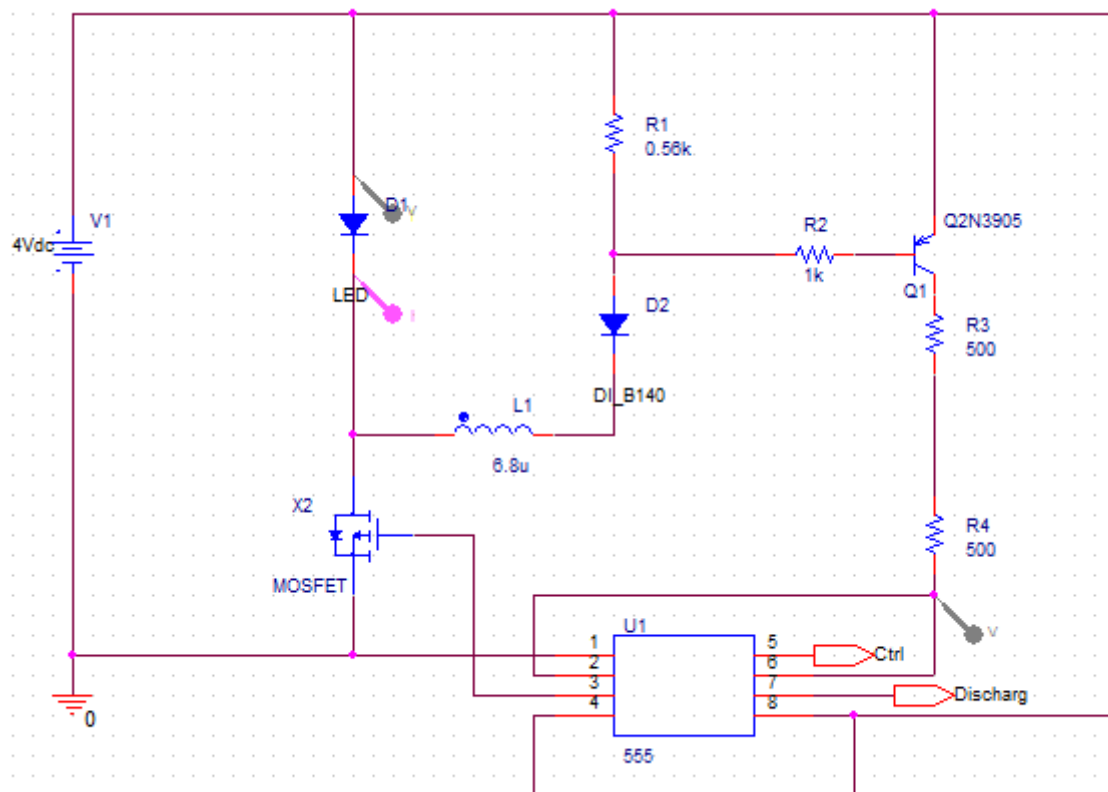 V1
4Vdc
D1
V
LED
I
R1
0.56k
R2
1k
Q2N3905
Q1
R3
500
D2
DI_B140
L1
6.8u
X2
MOSFET
R4
500
V
U1
1
2
3
4
5
6
7
8
Ctrl
Discharg
555
0